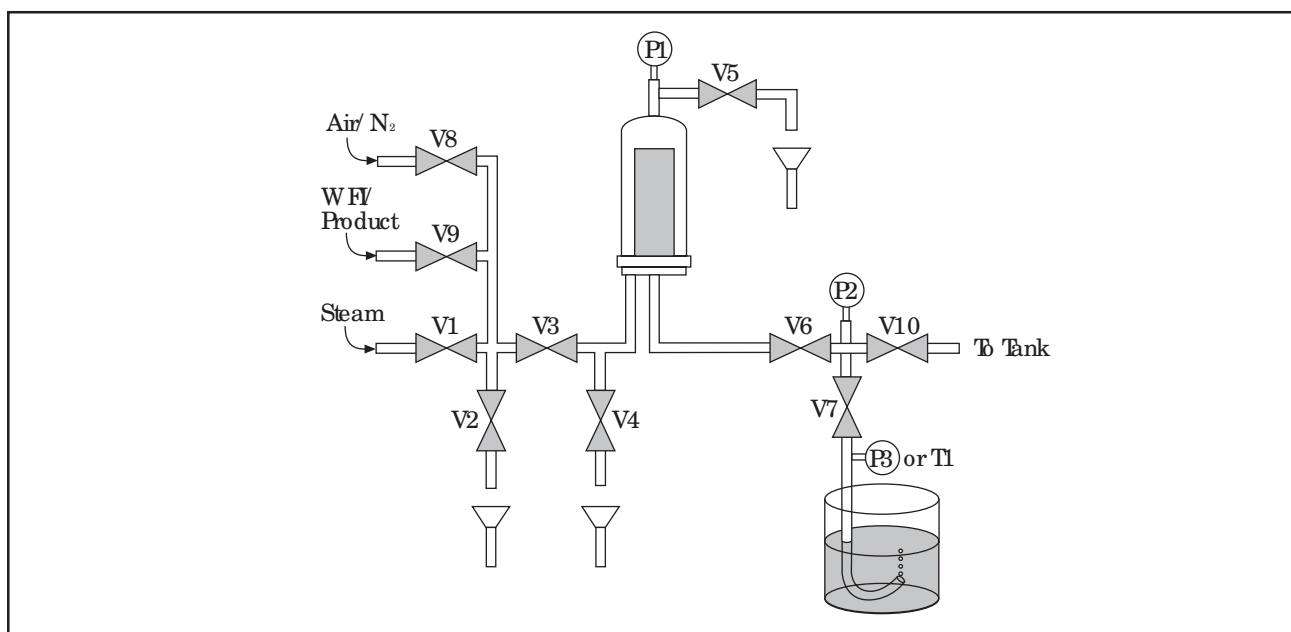 P1
V5
Air/N₂
V8
WFI/
Product
V9
P2
Steam
V1
V3
V6
V10
To Tank
V2
V4
V7
P3 or T1